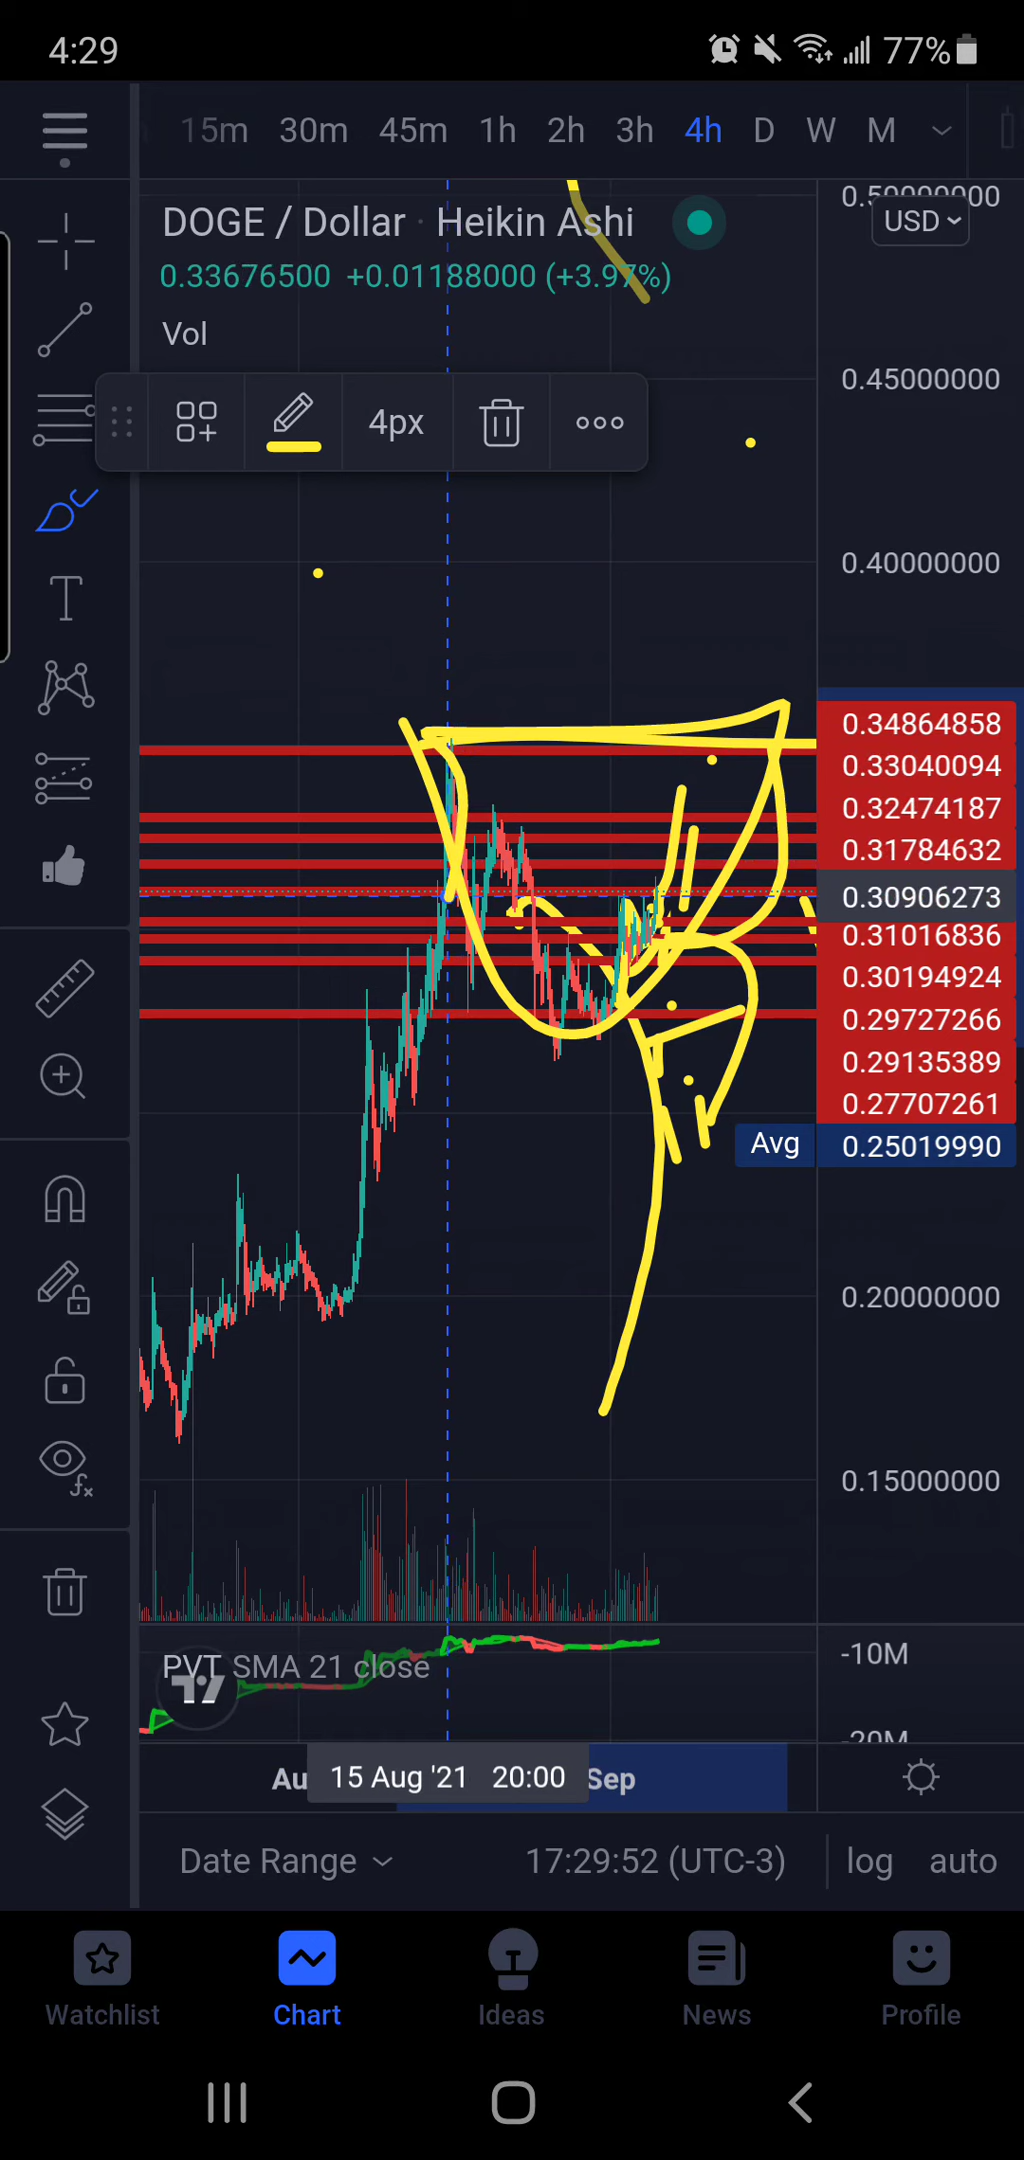 4:29 77%
15m 30m 45m 1h 2h 3h 4h D W M
0.50000000
DOGE / Dollar · Heikin Ashi
USD
0.33676500 +0.01188000 (+3.97%)
Vol
0.45000000
4px
0.40000000
T
0.34864858
0.33040094
0.32474187
0.31784632
0.30906273
0.31016836
0.30194924
0.29727266
0.29135389
0.27707261
Avg 0.25019990
0.20000000
0.15000000
PVT SMA 21 close
-10M
-20M
Au 15 Aug '21 20:00 Sep
Date Range 17:29:52 (UTC-3) log auto
Watchlist Chart Ideas News Profile